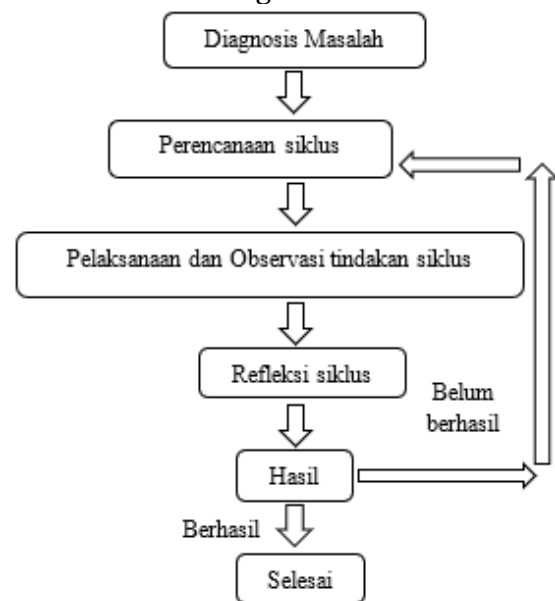 Diagnosis Masalah
Perencanaan siklus
Pelaksanaan dan Observasi tindakan siklus
Refleksi siklus
Belum
berhasil
Hasil
Berhasil
Selesai